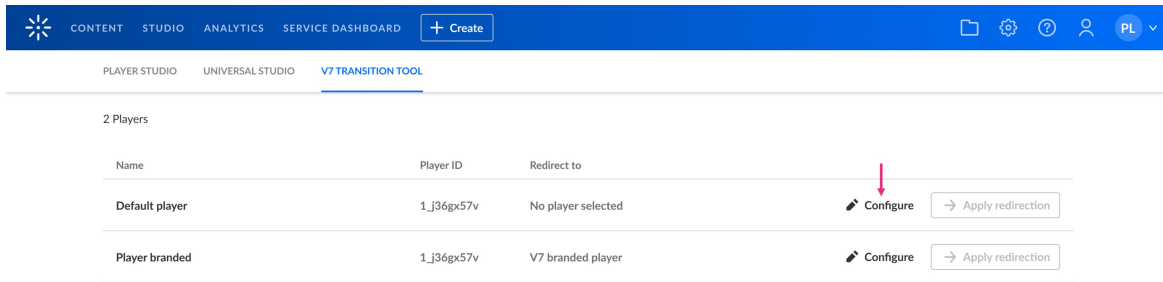 CONTENT STUDIO ANALYTICS SERVICE DASHBOARD + Create PL
PLAYER STUDIO UNIVERSAL STUDIO V7 TRANSITION TOOL
2 Players
Name Player ID Redirect to
Default player 1_j36gx57v No player selected Configure → Apply redirection
Player branded 1_j36gx57v V7 branded player Configure → Apply redirection